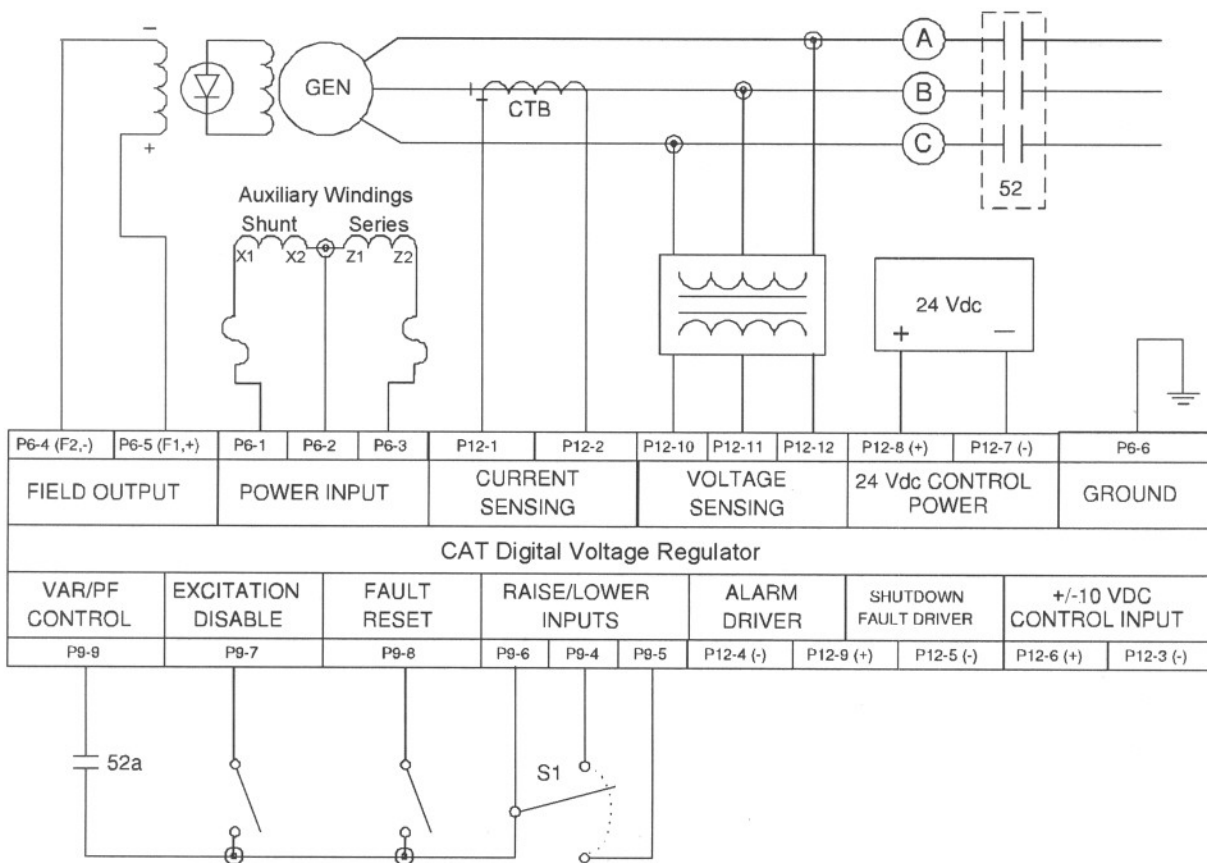 −
A
GEN
B
CTB
C
+
52
Auxiliary Windings
Shunt Series
X1 X2 Z1 Z2
24 Vdc
+ −
P6-4 (F2,-) P6-5 (F1,+) P6-1 P6-2 P6-3 P12-1 P12-2 P12-10 P12-11 P12-12 P12-8 (+) P12-7 (-) P6-6
FIELD OUTPUT POWER INPUT CURRENT SENSING VOLTAGE SENSING 24 Vdc CONTROL POWER GROUND
CAT Digital Voltage Regulator
VAR/PF CONTROL EXCITATION DISABLE FAULT RESET RAISE/LOWER INPUTS ALARM DRIVER SHUTDOWN FAULT DRIVER +/-10 VDC CONTROL INPUT
P9-9 P9-7 P9-8 P9-6 P9-4 P9-5 P12-4 (-) P12-9 (+) P12-5 (-) P12-6 (+) P12-3 (-)
52a
S1